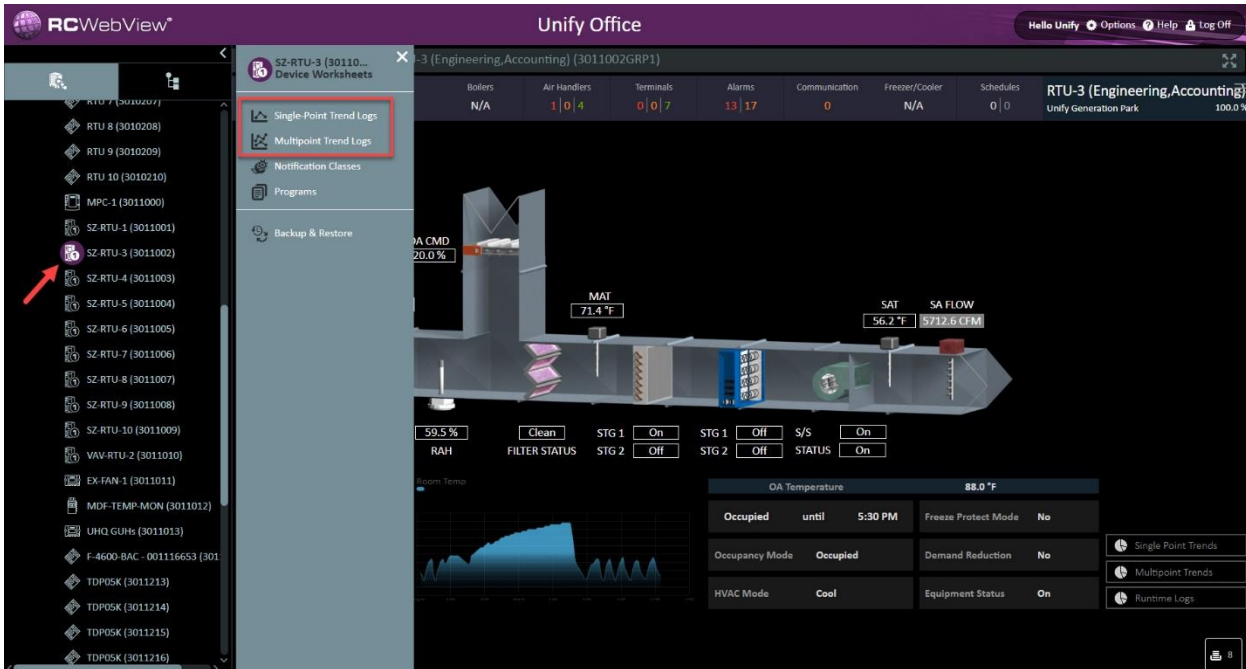 RCWebView®
Unify Office
Hello Unify Options Help Log Off
RTU 7 (3010207)
RTU 8 (3010208)
RTU 9 (3010209)
RTU 10 (3010210)
MPC-1 (3011000)
SZ-RTU-1 (3011001)
SZ-RTU-3 (3011002)
SZ-RTU-4 (3011003)
SZ-RTU-5 (3011004)
SZ-RTU-6 (3011005)
SZ-RTU-7 (3011006)
SZ-RTU-8 (3011007)
SZ-RTU-9 (3011008)
SZ-RTU-10 (3011009)
VAV-RTU-2 (3011010)
EX-FAN-1 (3011011)
MDF-TEMP-MON (3011012)
UHQ GUHs (3011013)
F-4600-BAC - 001116653 (301
TDP05K (3011213)
TDP05K (3011214)
TDP05K (3011215)
TDP05K (3011216)
SZ-RTU-3 (30110...
Device Worksheets
Single-Point Trend Logs
Multipoint Trend Logs
Notification Classes
Programs
Backup & Restore
-3 (Engineering,Accounting) (3011002GRP1)
Boilers Air Handlers Terminals Alarms Communication Freezer/Cooler Schedules
N/A 1|0|4 0|0|7 13|17 0 N/A 0|0
RTU-3 (Engineering,Accounting)
Unify Generation Park 100.0 %
OA CMD
20.0 %
MAT
71.4 °F
SAT SA FLOW
56.2 °F 5712.6 CFM
59.5 % Clean STG 1 On STG 1 Off S/S On
RAH FILTER STATUS STG 2 Off STG 2 Off STATUS On
Room Temp
OA Temperature 88.0 °F
Occupied until 5:30 PM Freeze Protect Mode No
Occupancy Mode Occupied Demand Reduction No
HVAC Mode Cool Equipment Status On
Single Point Trends
Multipoint Trends
Runtime Logs
8